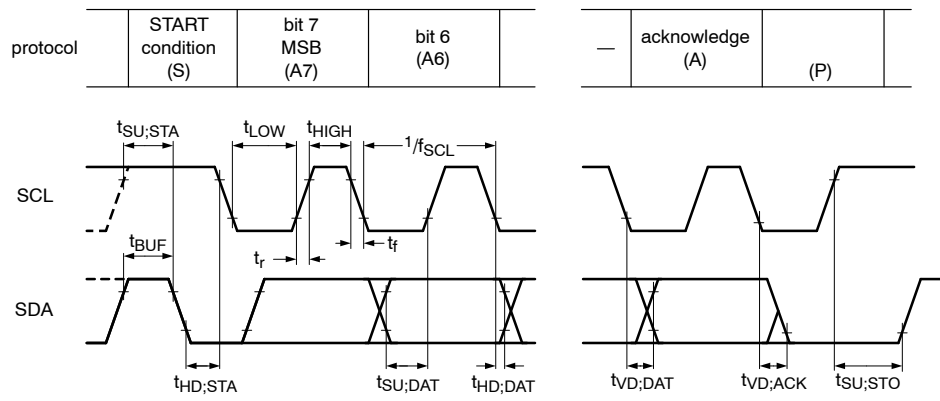 protocol
START
condition
(S)
bit 7
MSB
(A7)
bit 6
(A6)
—
acknowledge
(A)
(P)
tSU;STA
tLOW
tHIGH
1/fSCL
SCL
tBUF
tr
tf
SDA
tHD;STA
tSU;DAT
tHD;DAT
tVD;DAT
tVD;ACK
tSU;STO